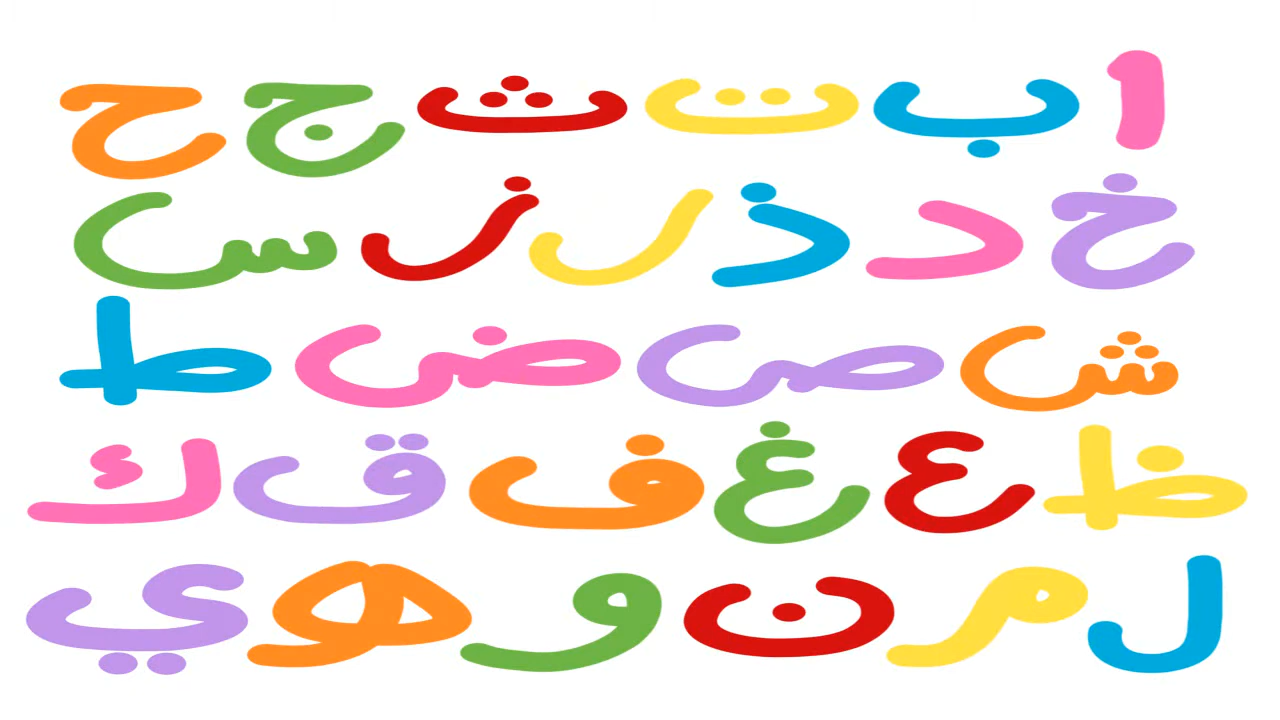 ا ب ت ث ج ح
خ د ذ ر ز س
ش ص ض ط
ظ ع غ ف ق ك
ل م ن و ه ي